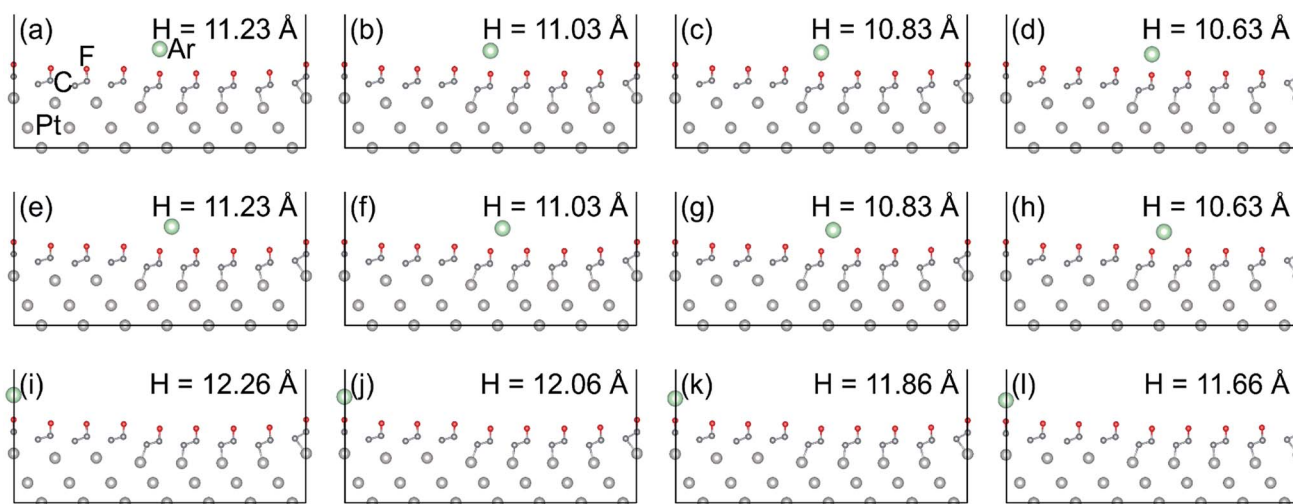 (a) H = 11.23 Å
F Ar
C
Pt
(b) H = 11.03 Å
(c) H = 10.83 Å
(d) H = 10.63 Å
(e) H = 11.23 Å
(f) H = 11.03 Å
(g) H = 10.83 Å
(h) H = 10.63 Å
(i) H = 12.26 Å
(j) H = 12.06 Å
(k) H = 11.86 Å
(l) H = 11.66 Å